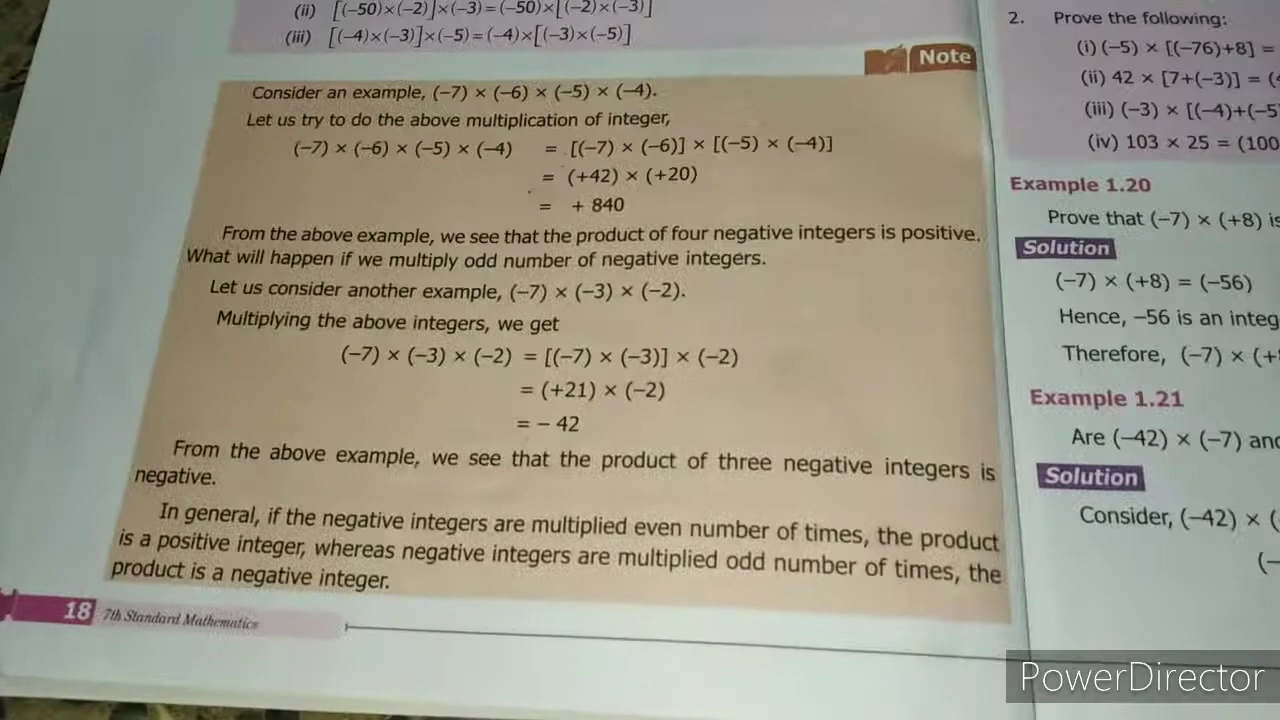 (ii) [(−50)×(−2)]×(−3)=(−50)×[(−2)×(−3)]
(iii) [(−4)×(−3)]×(−5)=(−4)×[(−3)×(−5)]
Note
Consider an example, (−7) × (−6) × (−5) × (−4).
Let us try to do the above multiplication of integer,
(−7) × (−6) × (−5) × (−4) = [(−7) × (−6)] × [(−5) × (−4)]
= (+42) × (+20)
= + 840
From the above example, we see that the product of four negative integers is positive.
What will happen if we multiply odd number of negative integers.
Let us consider another example, (−7) × (−3) × (−2).
Multiplying the above integers, we get
(−7) × (−3) × (−2) = [(−7) × (−3)] × (−2)
= (+21) × (−2)
= − 42
From the above example, we see that the product of three negative integers is
negative.
In general, if the negative integers are multiplied even number of times, the product
is a positive integer, whereas negative integers are multiplied odd number of times, the
product is a negative integer.
18 7th Standard Mathematics
2. Prove the following:
(i) (−5) × [(−76)+8] =
(ii) 42 × [7+(−3)] = (
(iii) (−3) × [(−4)+(−5
(iv) 103 × 25 = (100
Example 1.20
Prove that (−7) × (+8) is
Solution
(−7) × (+8) = (−56)
Hence, −56 is an integ
Therefore, (−7) × (+
Example 1.21
Are (−42) × (−7) and
Solution
Consider, (−42) × (
(−
PowerDirector